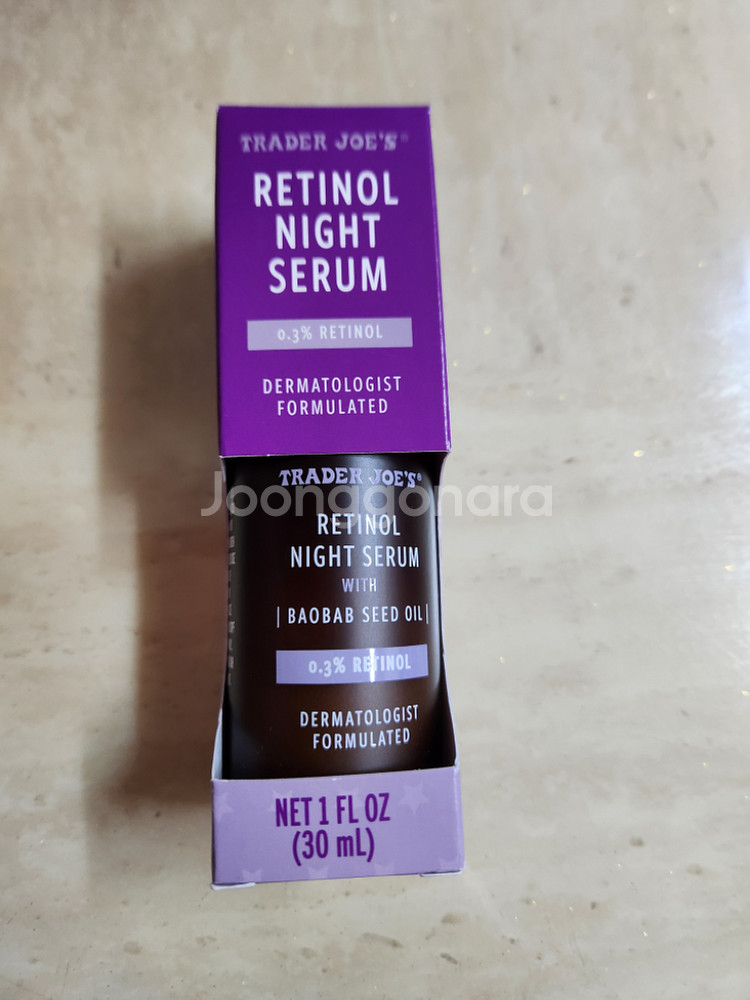 TRADER JOE'S®
RETINOL
NIGHT
SERUM
0.3% RETINOL
DERMATOLOGIST
FORMULATED
TRADER JOE'S®
Joonggonara
RETINOL
NIGHT SERUM
WITH
| BAOBAB SEED OIL |
0.3% RETINOL
DERMATOLOGIST
FORMULATED
NET 1 FL OZ
(30 mL)